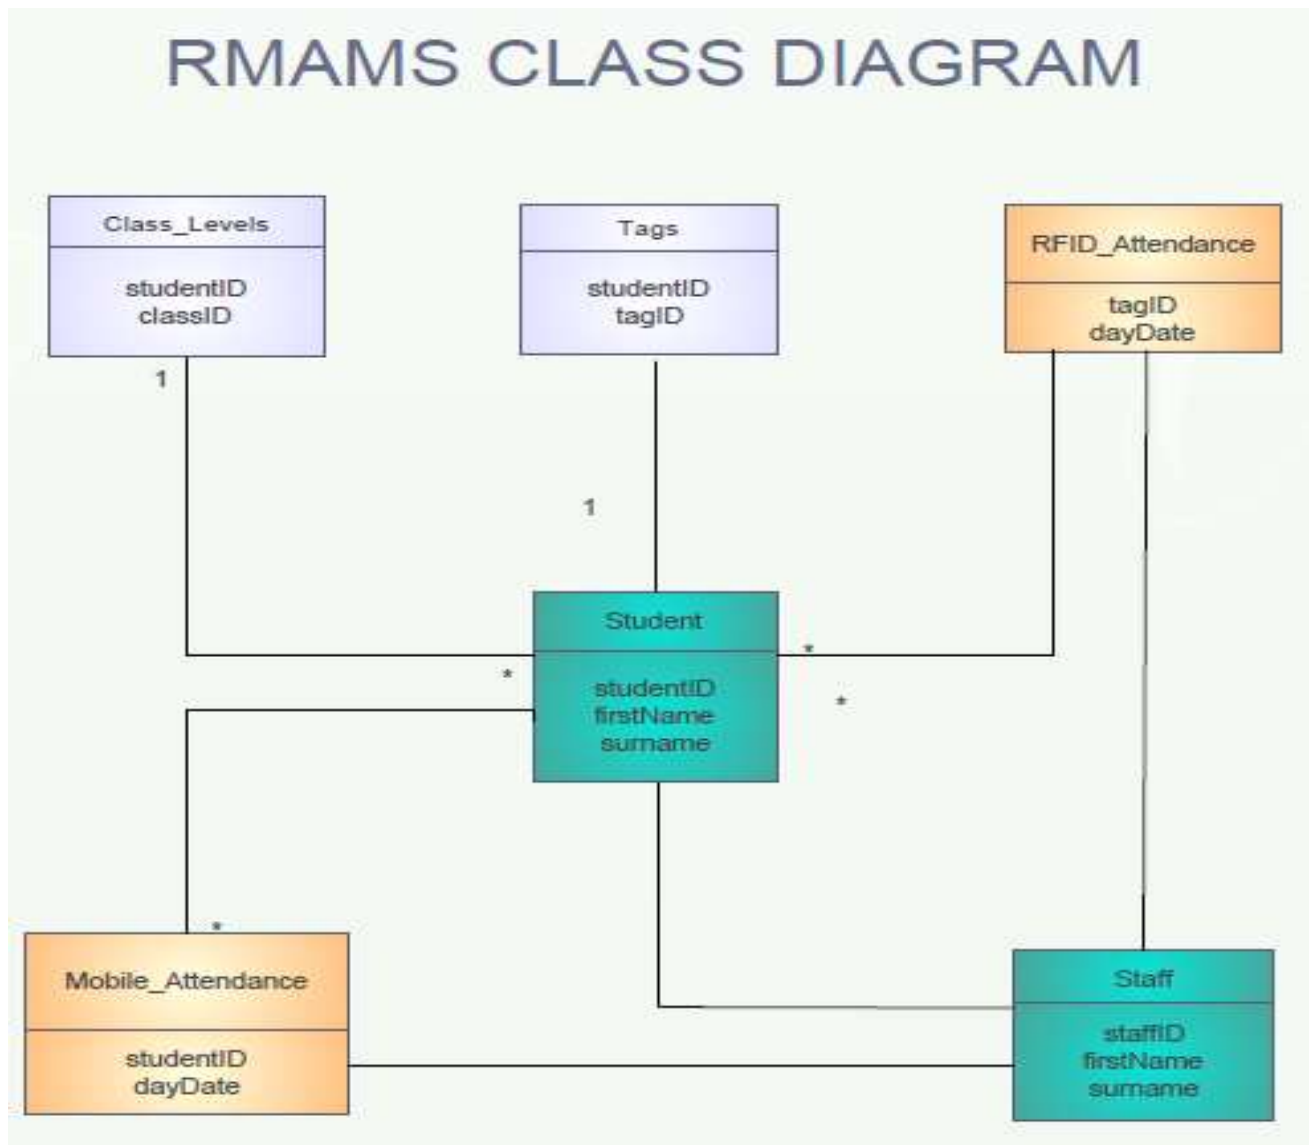 RMAMS CLASS DIAGRAM
Class_Levels
studentID
classID
Tags
studentID
tagID
RFID_Attendance
tagID
dayDate
1
1
Student
studentID
firstName
surname
*
*
*
*
Mobile_Attendance
studentID
dayDate
Staff
staffID
firstName
surname